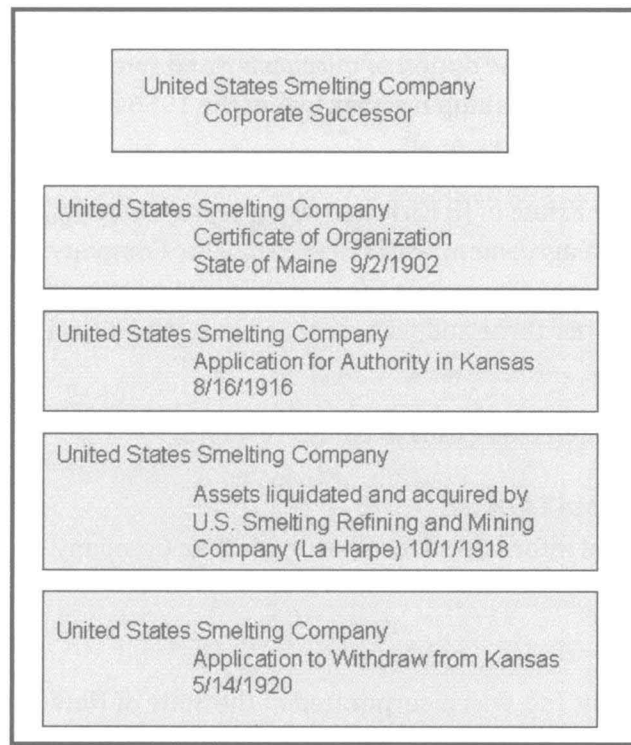 United States Smelting Company
Corporate Successor
United States Smelting Company
Certificate of Organization
State of Maine 9/2/1902
United States Smelting Company
Application for Authority in Kansas
8/16/1916
United States Smelting Company
Assets liquidated and acquired by
U.S. Smelting Refining and Mining
Company (La Harpe) 10/1/1918
United States Smelting Company
Application to Withdraw from Kansas
5/14/1920